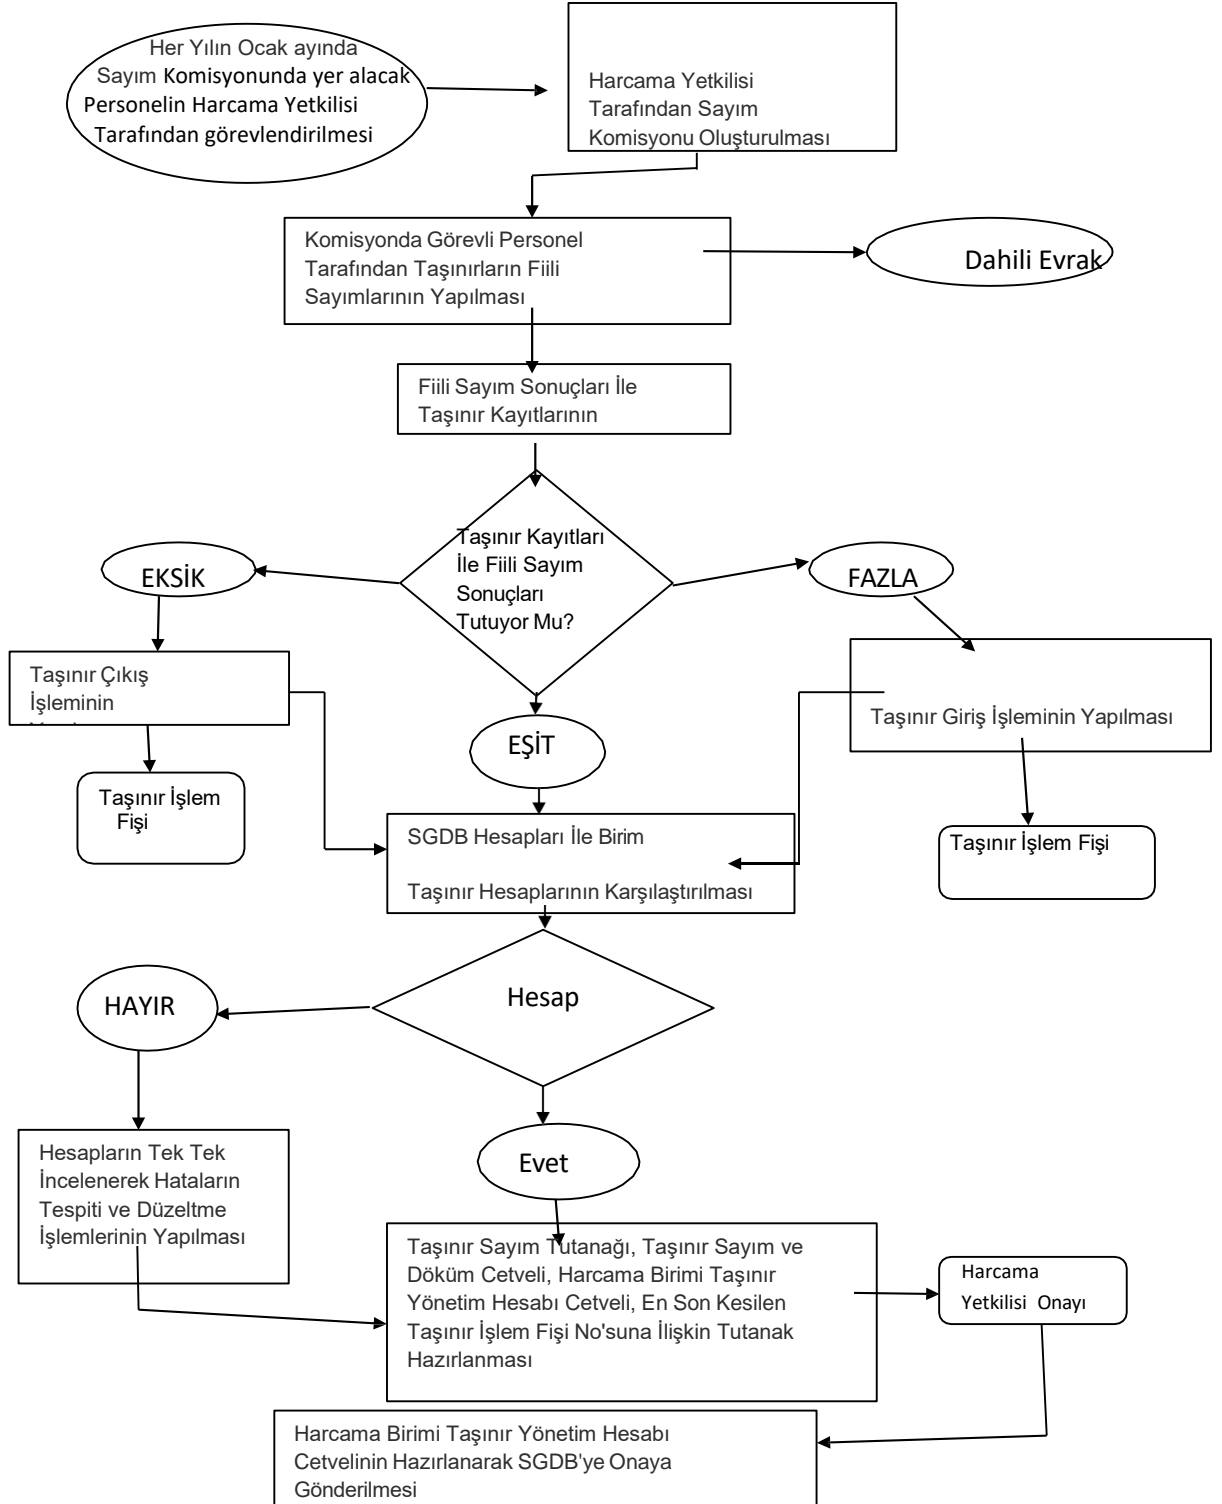 Her Yılın Ocak ayında
Sayım Komisyonunda yer alacak
Personelin Harcama Yetkilisi
Tarafından görevlendirilmesi
Harcama Yetkilisi
Tarafından Sayım
Komisyonu Oluşturulması
Komisyonda Görevli Personel
Tarafından Taşınırların Fiili
Sayımlarının Yapılması
Dahili Evrak
Fiili Sayım Sonuçları İle
Taşınır Kayıtlarının
Taşınır Kayıtları
İle Fiili Sayım
Sonuçları
Tutuyor Mu?
EKSİK
FAZLA
Taşınır Çıkış
İşleminin
Taşınır Giriş İşleminin Yapılması
EŞİT
Taşınır İşlem
Fişi
SGDB Hesapları İle Birim
Taşınır Hesaplarının Karşılaştırılması
Taşınır İşlem Fişi
Hesap
HAYIR
Hesapların Tek Tek
İncelenerek Hataların
Tespiti ve Düzeltme
İşlemlerinin Yapılması
Evet
Taşınır Sayım Tutanağı, Taşınır Sayım ve
Döküm Cetveli, Harcama Birimi Taşınır
Yönetim Hesabı Cetveli, En Son Kesilen
Taşınır İşlem Fişi No'suna İlişkin Tutanak
Hazırlanması
Harcama
Yetkilisi Onayı
Harcama Birimi Taşınır Yönetim Hesabı
Cetvelinin Hazırlanarak SGDB'ye Onaya
Gönderilmesi